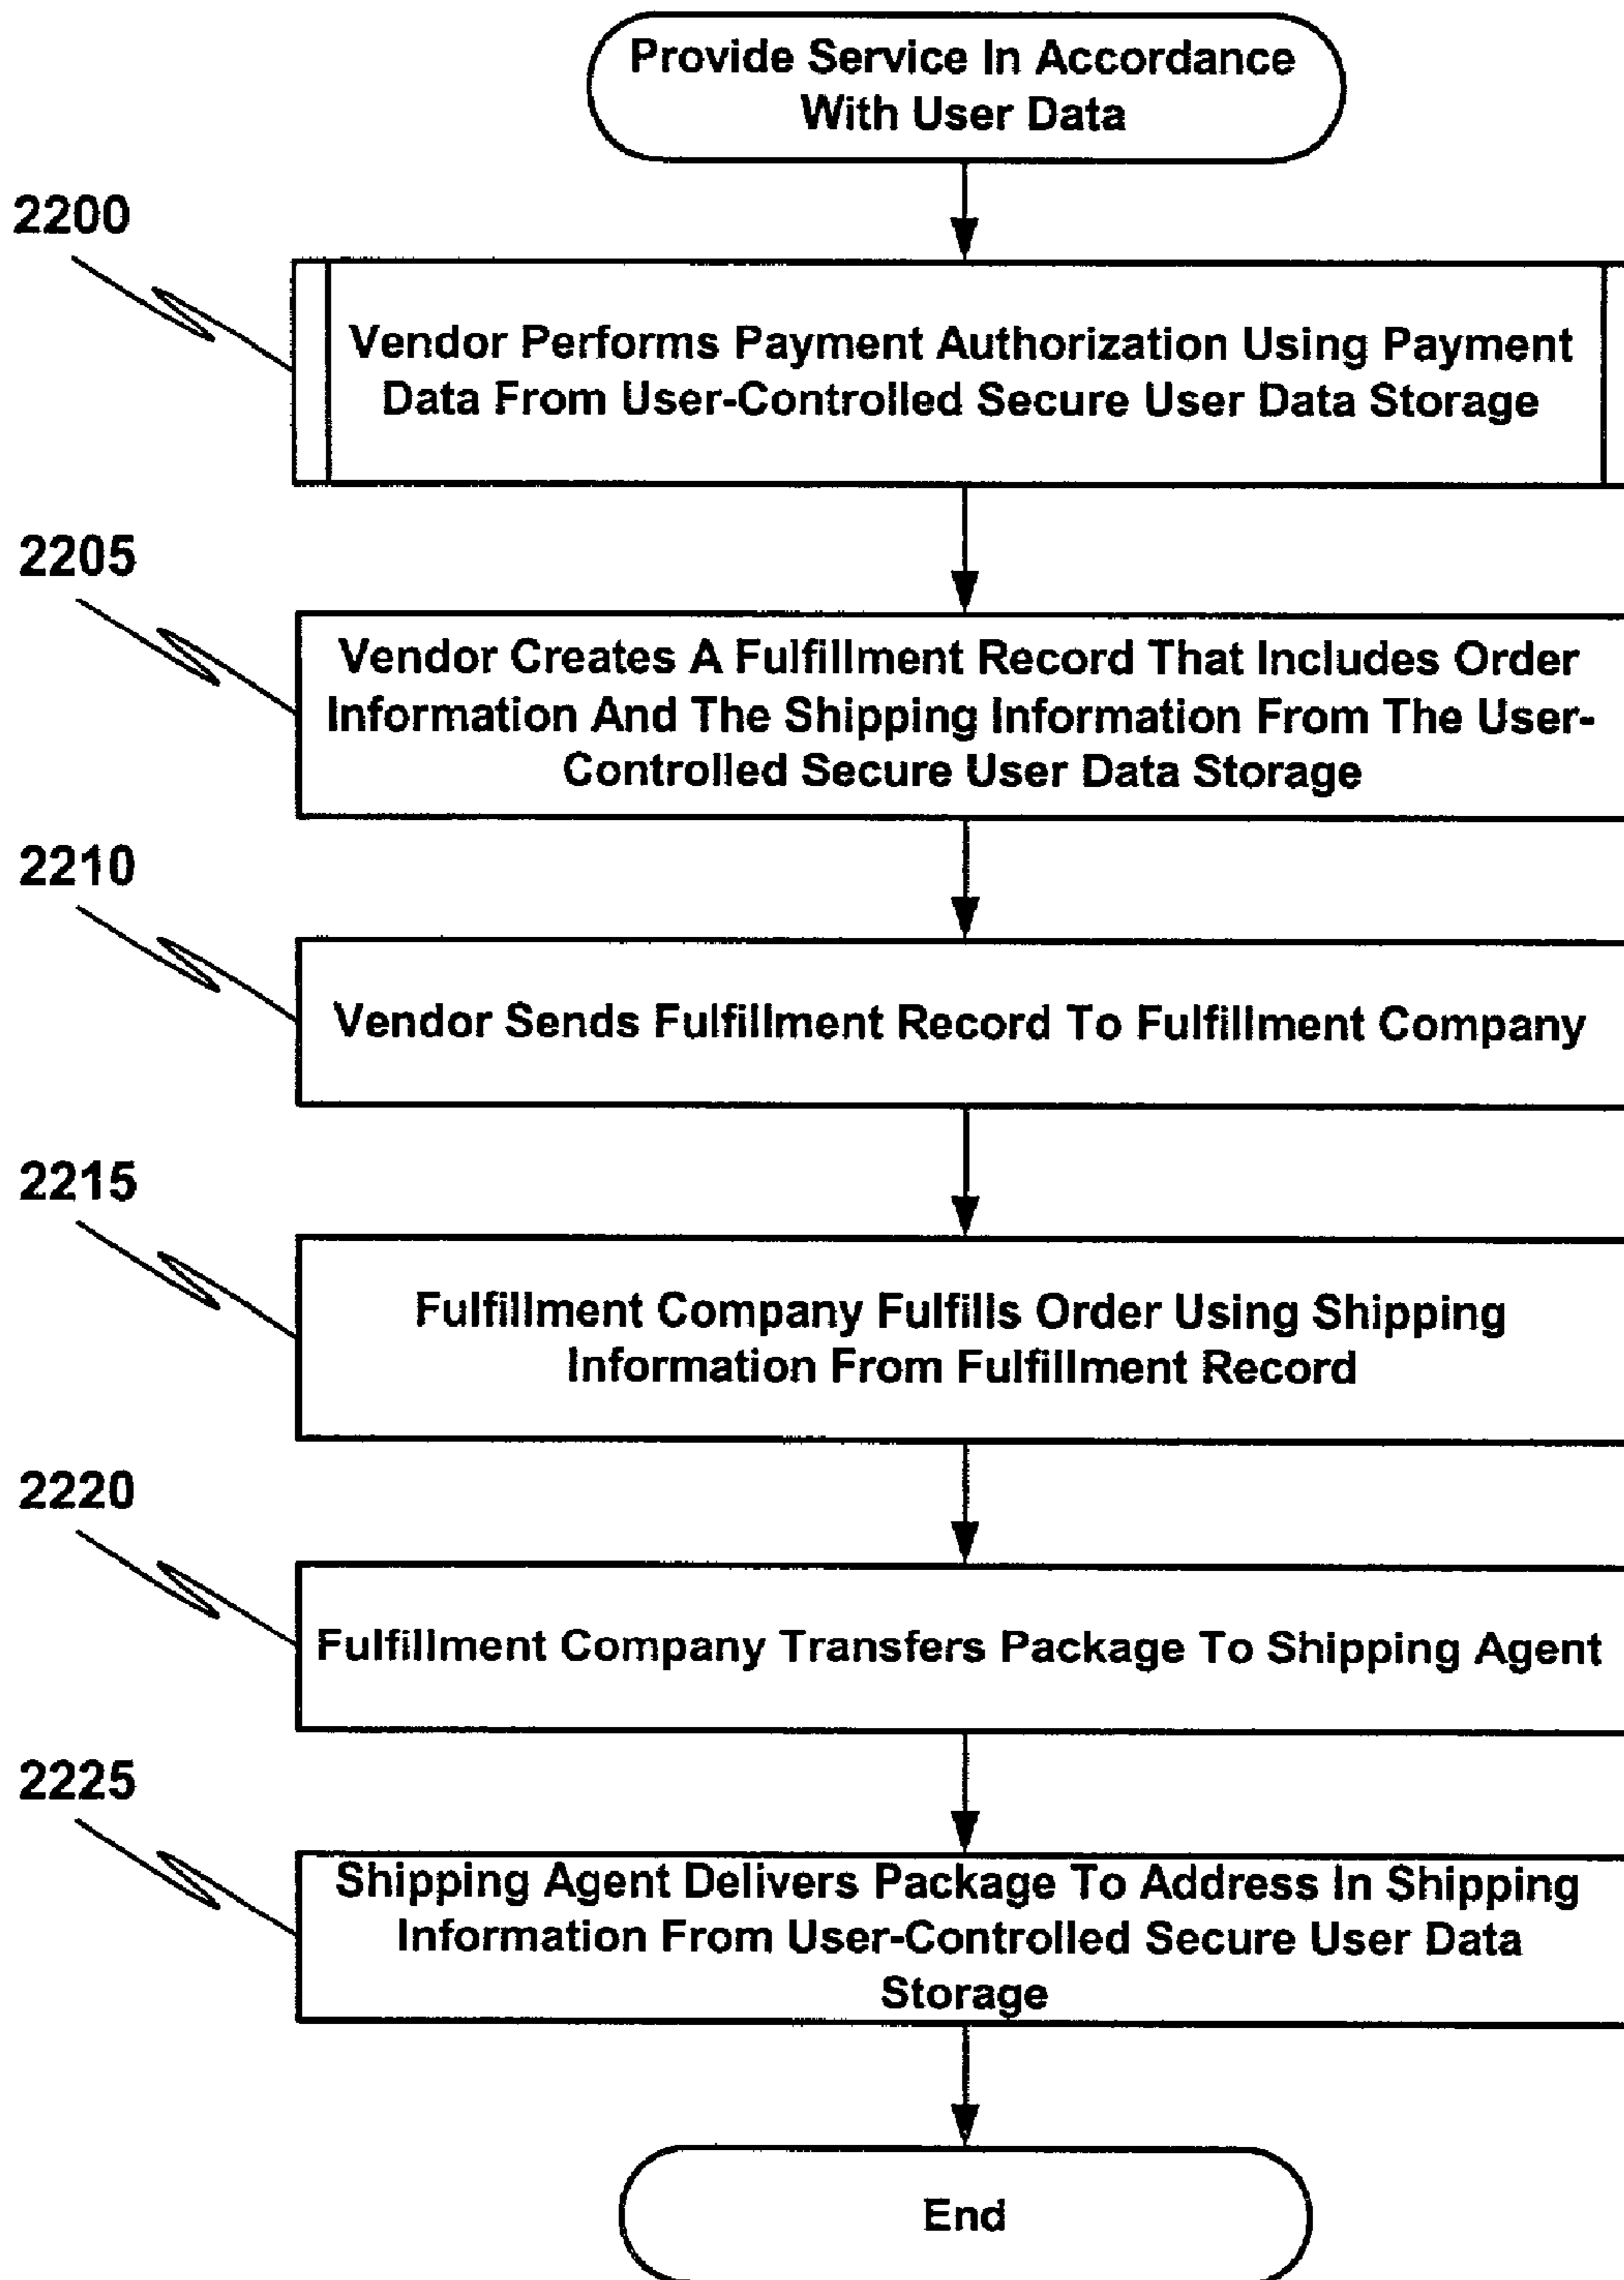 Provide Service In Accordance
With User Data
2200
Vendor Performs Payment Authorization Using Payment
Data From User-Controlled Secure User Data Storage
2205
Vendor Creates A Fulfillment Record That Includes Order
Information And The Shipping Information From The User-
Controlled Secure User Data Storage
2210
Vendor Sends Fulfillment Record To Fulfillment Company
2215
Fulfillment Company Fulfills Order Using Shipping
Information From Fulfillment Record
2220
Fulfillment Company Transfers Package To Shipping Agent
2225
Shipping Agent Delivers Package To Address In Shipping
Information From User-Controlled Secure User Data
Storage
End